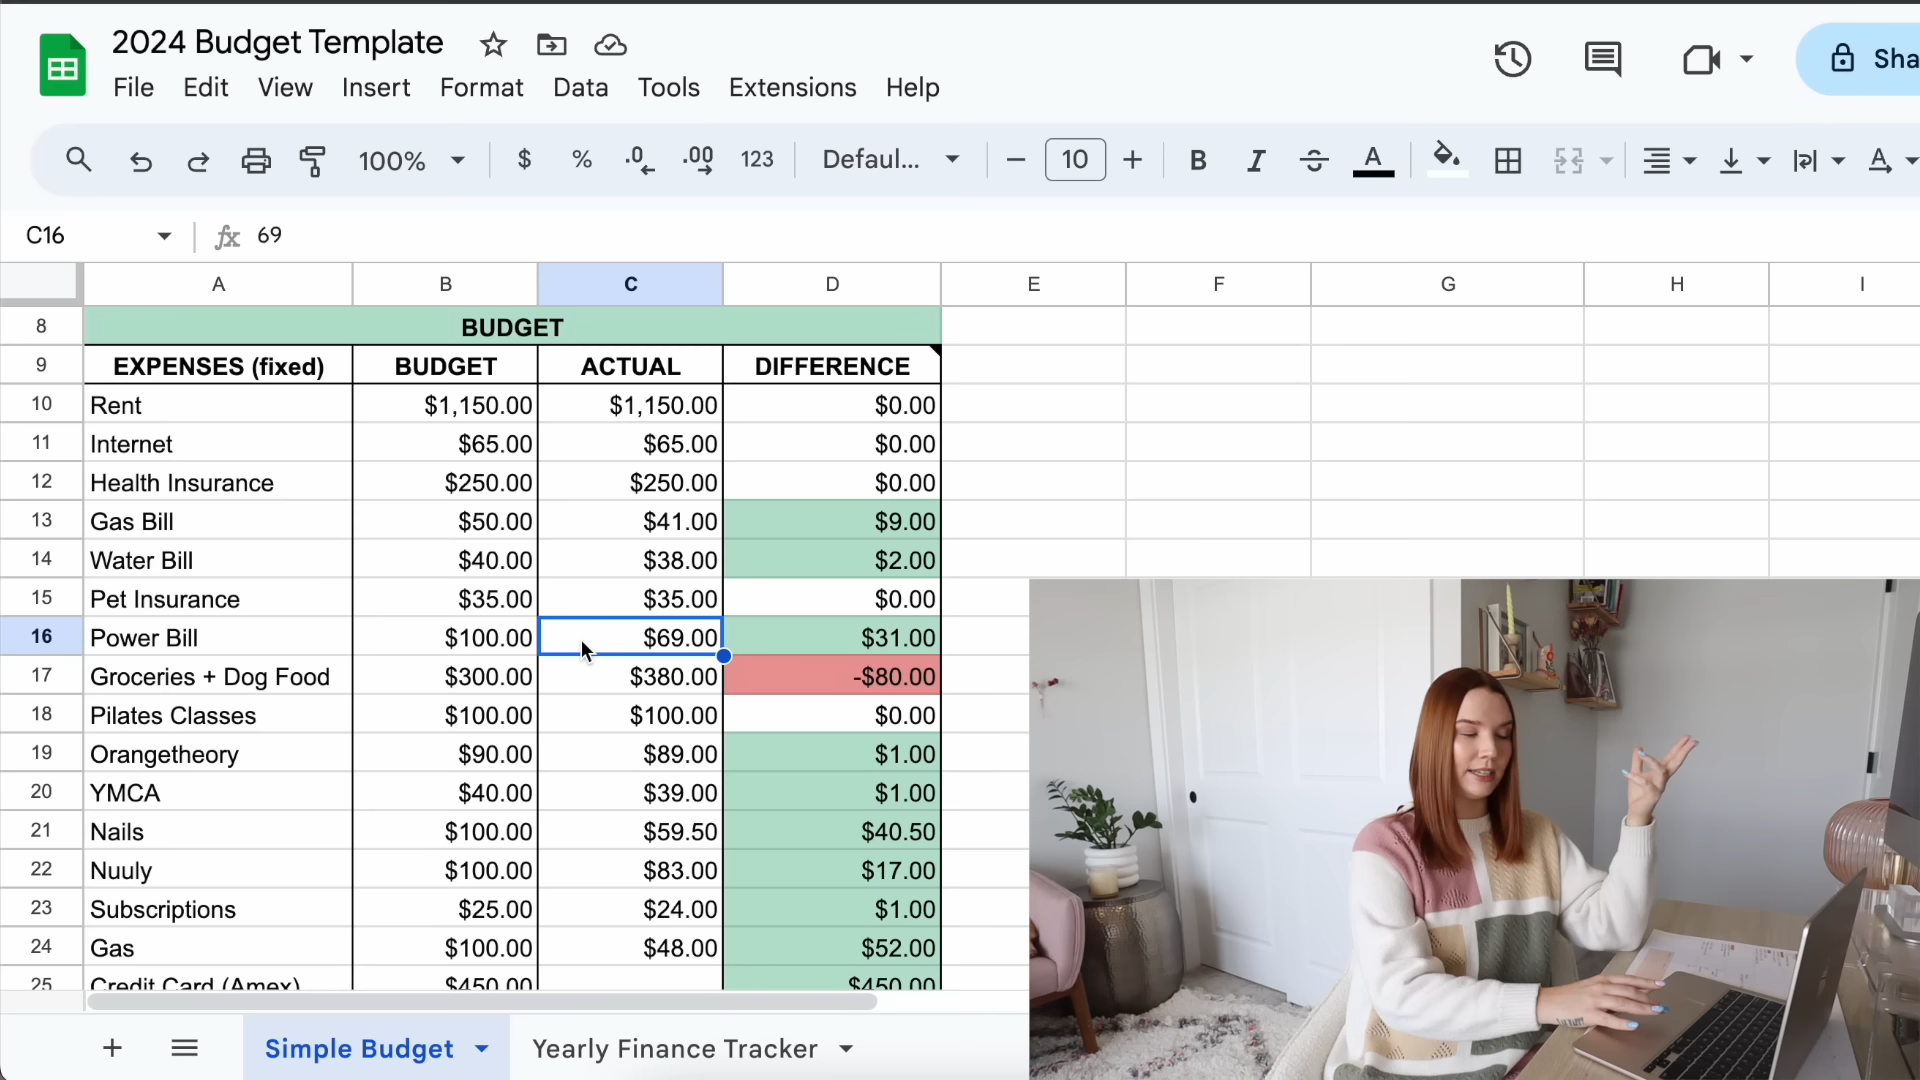 2024 Budget Template
File Edit View Insert Format Data Tools Extensions Help
Sha
100% $ % .0 .00 123 Defaul... 10 B I A A
C16 fx 69
A B C D E F G H I
8 BUDGET
9 EXPENSES (fixed) BUDGET ACTUAL DIFFERENCE
10 Rent $1,150.00 $1,150.00 $0.00
11 Internet $65.00 $65.00 $0.00
12 Health Insurance $250.00 $250.00 $0.00
13 Gas Bill $50.00 $41.00 $9.00
14 Water Bill $40.00 $38.00 $2.00
15 Pet Insurance $35.00 $35.00 $0.00
16 Power Bill $100.00 $69.00 $31.00
17 Groceries + Dog Food $300.00 $380.00 -$80.00
18 Pilates Classes $100.00 $100.00 $0.00
19 Orangetheory $90.00 $89.00 $1.00
20 YMCA $40.00 $39.00 $1.00
21 Nails $100.00 $59.50 $40.50
22 Nuuly $100.00 $83.00 $17.00
23 Subscriptions $25.00 $24.00 $1.00
24 Gas $100.00 $48.00 $52.00
25 Credit Card (Amex) $450.00 $450.00
Simple Budget Yearly Finance Tracker